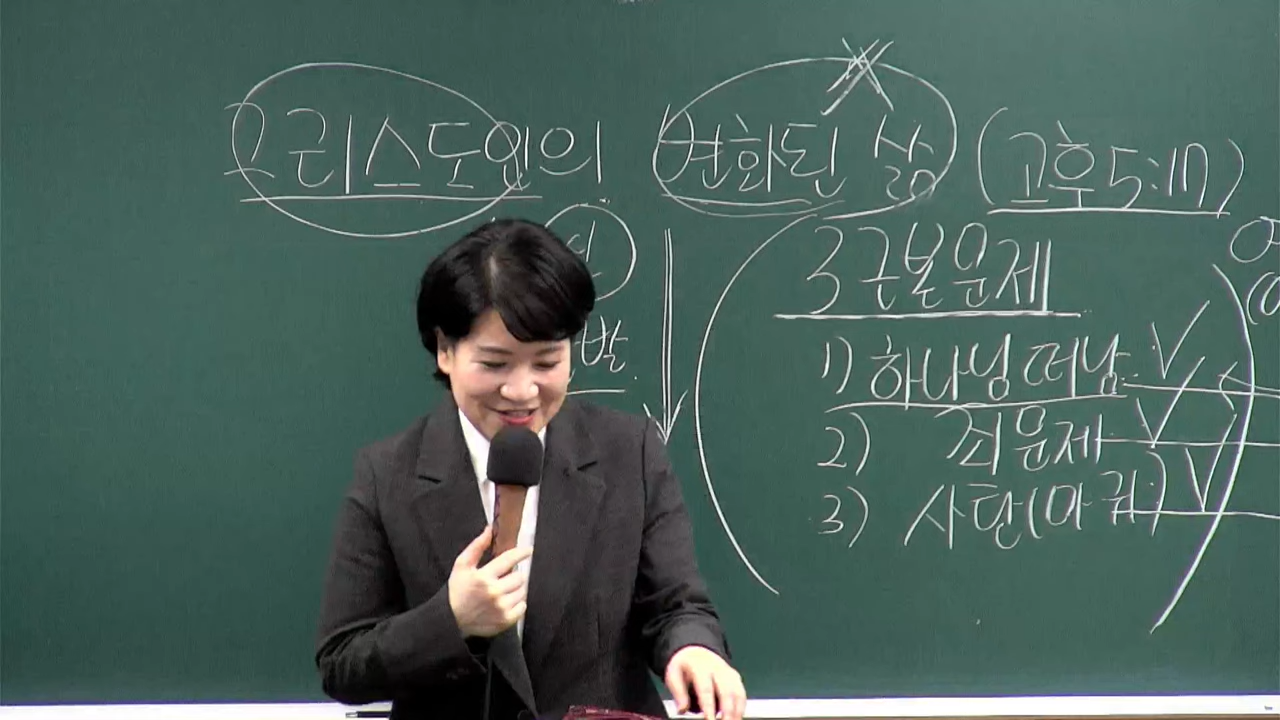 그리스도인의 변화된 삶 (고후5:17)
3근본문제
1) 하나님떠남
2) 죄문제
3) 사단(마귀)